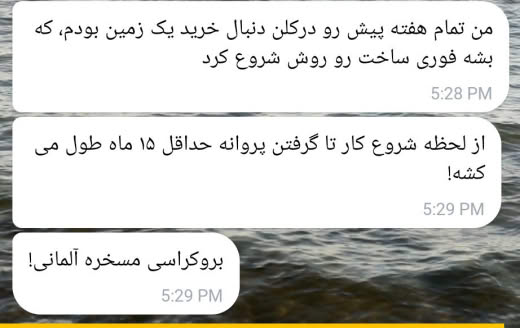 من تمام هفته پیش رو درکلن دنبال خرید یک زمین بودم، که
بشه فوری ساخت رو روش شروع کرد
5:28 PM
از لحظه شروع کار تا گرفتن پروانه حداقل ۱۵ ماه طول می
کشه!
5:29 PM
بروکراسی مسخره آلمانی!
5:29 PM